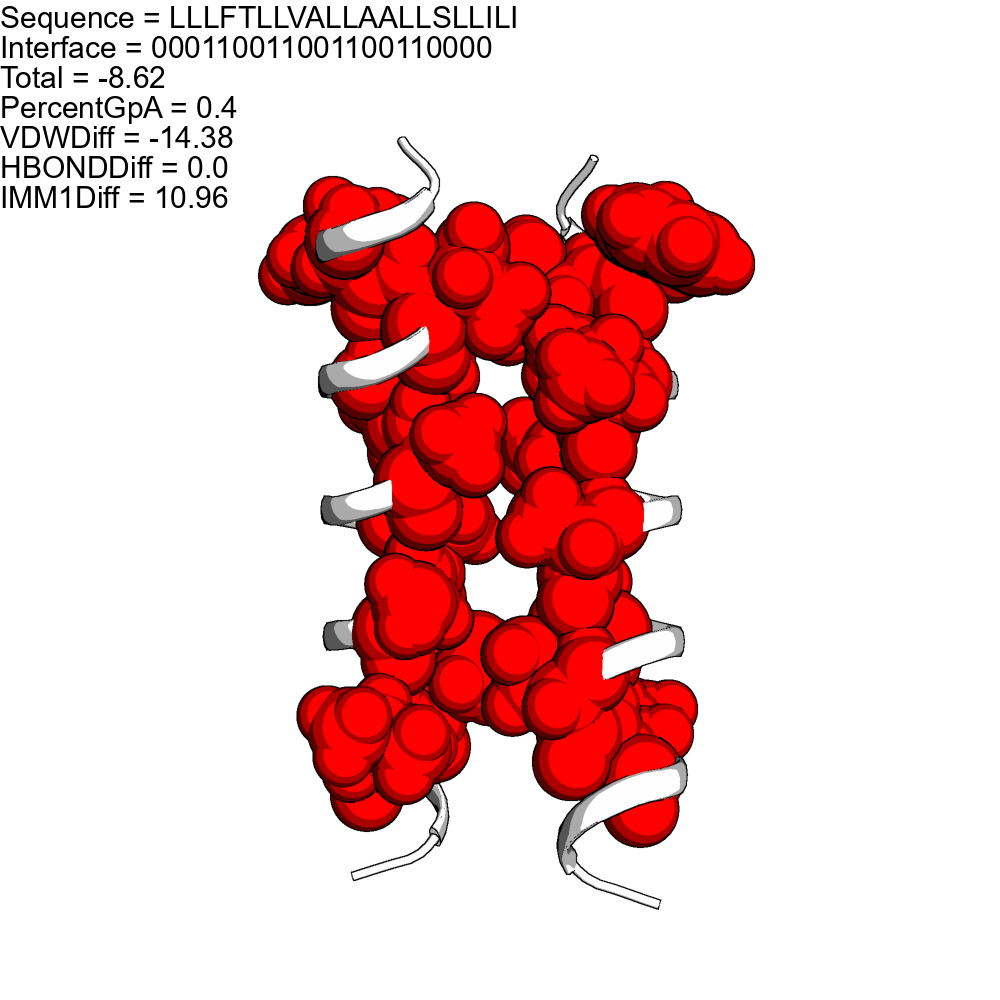 Sequence = LLLFTLLVALLAALLSLLILI
Interface = 000110011001100110000
Total = -8.62
PercentGpA = 0.4
VDWDiff = -14.38
HBONDDiff = 0.0
IMM1Diff = 10.96